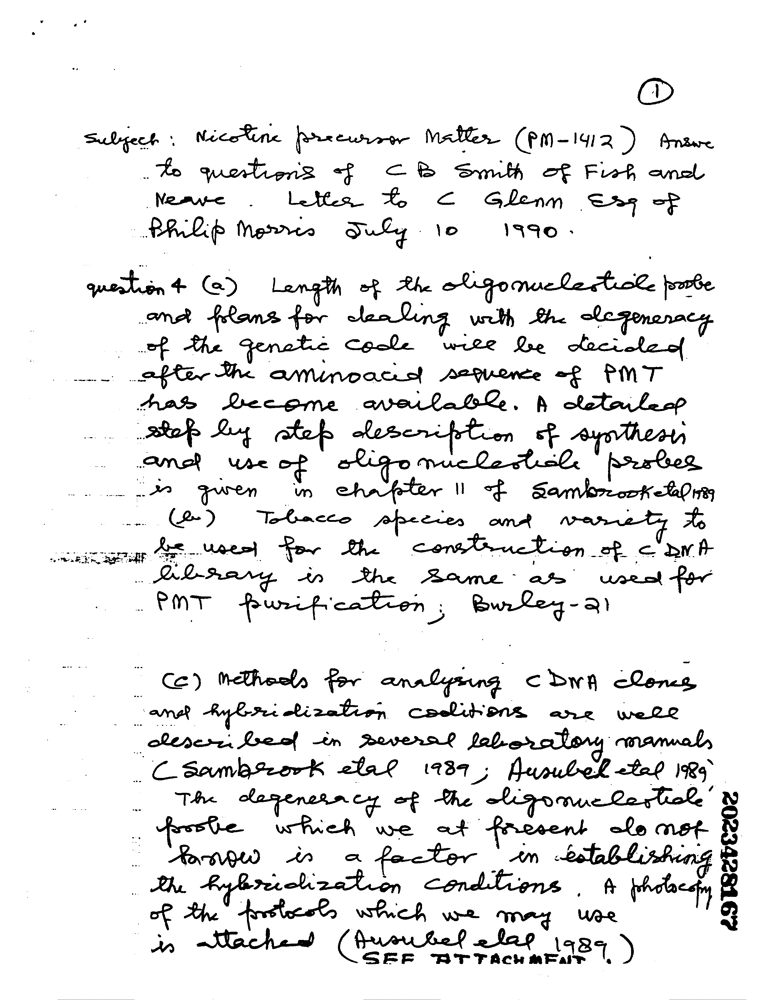 1
Subject: Nicotine precursor Matter (PM-1412) Answe
to questions of C B Smith of Fish and
Neave. Letter to C Glenn Esq of
Philip Morris July 10 1990.
question 4 (a) Length of the oligonucleotide probe
and plans for dealing with the degeneracy
of the genetic code will be decided
after the aminoacid sequence of PMT
has become available. A detailed
step by step description of synthesis
and use of oligonucleotide probes
is given in chapter 11 of Sambrook etal 1989
(b) Tobacco species and variety to
be used for the construction of cDNA
library is the same as used for
PMT purification; Burley-21
(c) Methods for analysing cDNA clones
and hybridization coditions are well
described in several laboratory manuals
(Sambrook etal 1989; Ausubel etal 1989
The degeneracy of the oligonucleotide
probe which we at present do not
know is a factor in establishing
the hybridization conditions. A photocopy
of the protocols which we may use
is attached (Ausubel etal 1989.)
SEE ATTACHMENT.
2023428167